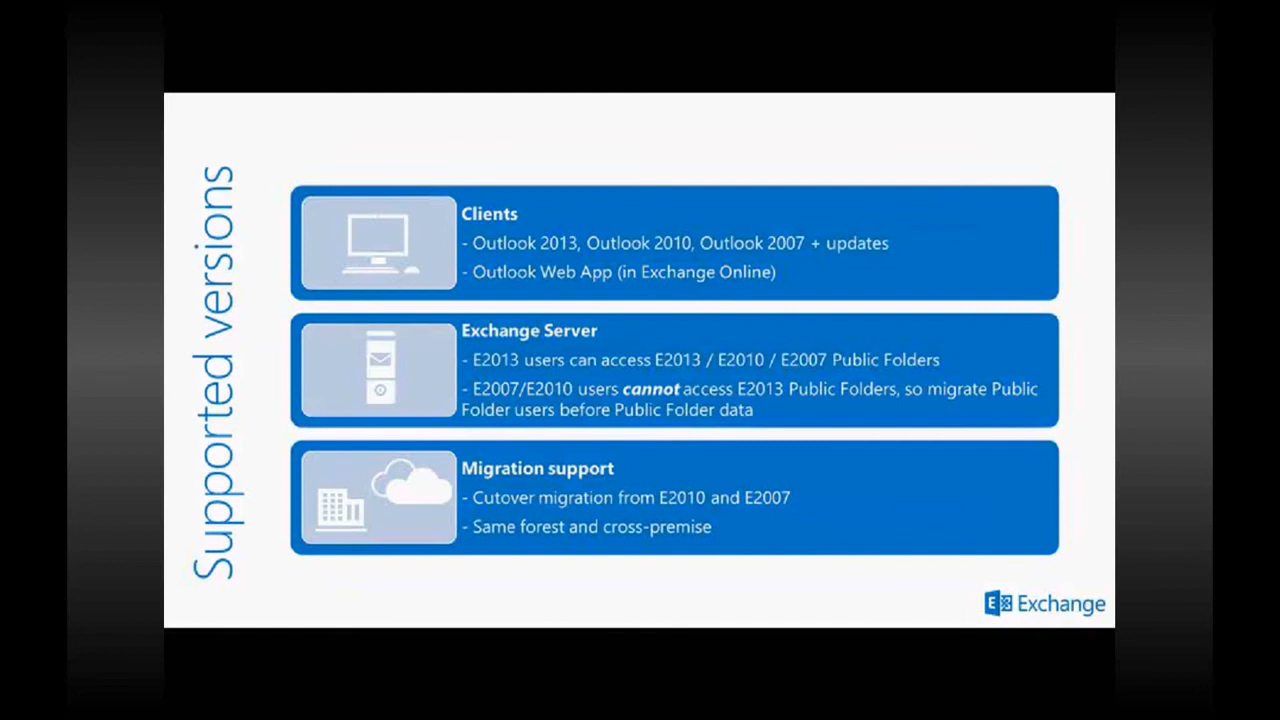 Supported versions
Clients
- Outlook 2013, Outlook 2010, Outlook 2007 + updates
- Outlook Web App (in Exchange Online)
Exchange Server
- E2013 users can access E2013 / E2010 / E2007 Public Folders
- E2007/E2010 users cannot access E2013 Public Folders, so migrate Public
Folder users before Public Folder data
Migration support
- Cutover migration from E2010 and E2007
- Same forest and cross-premise
E Exchange